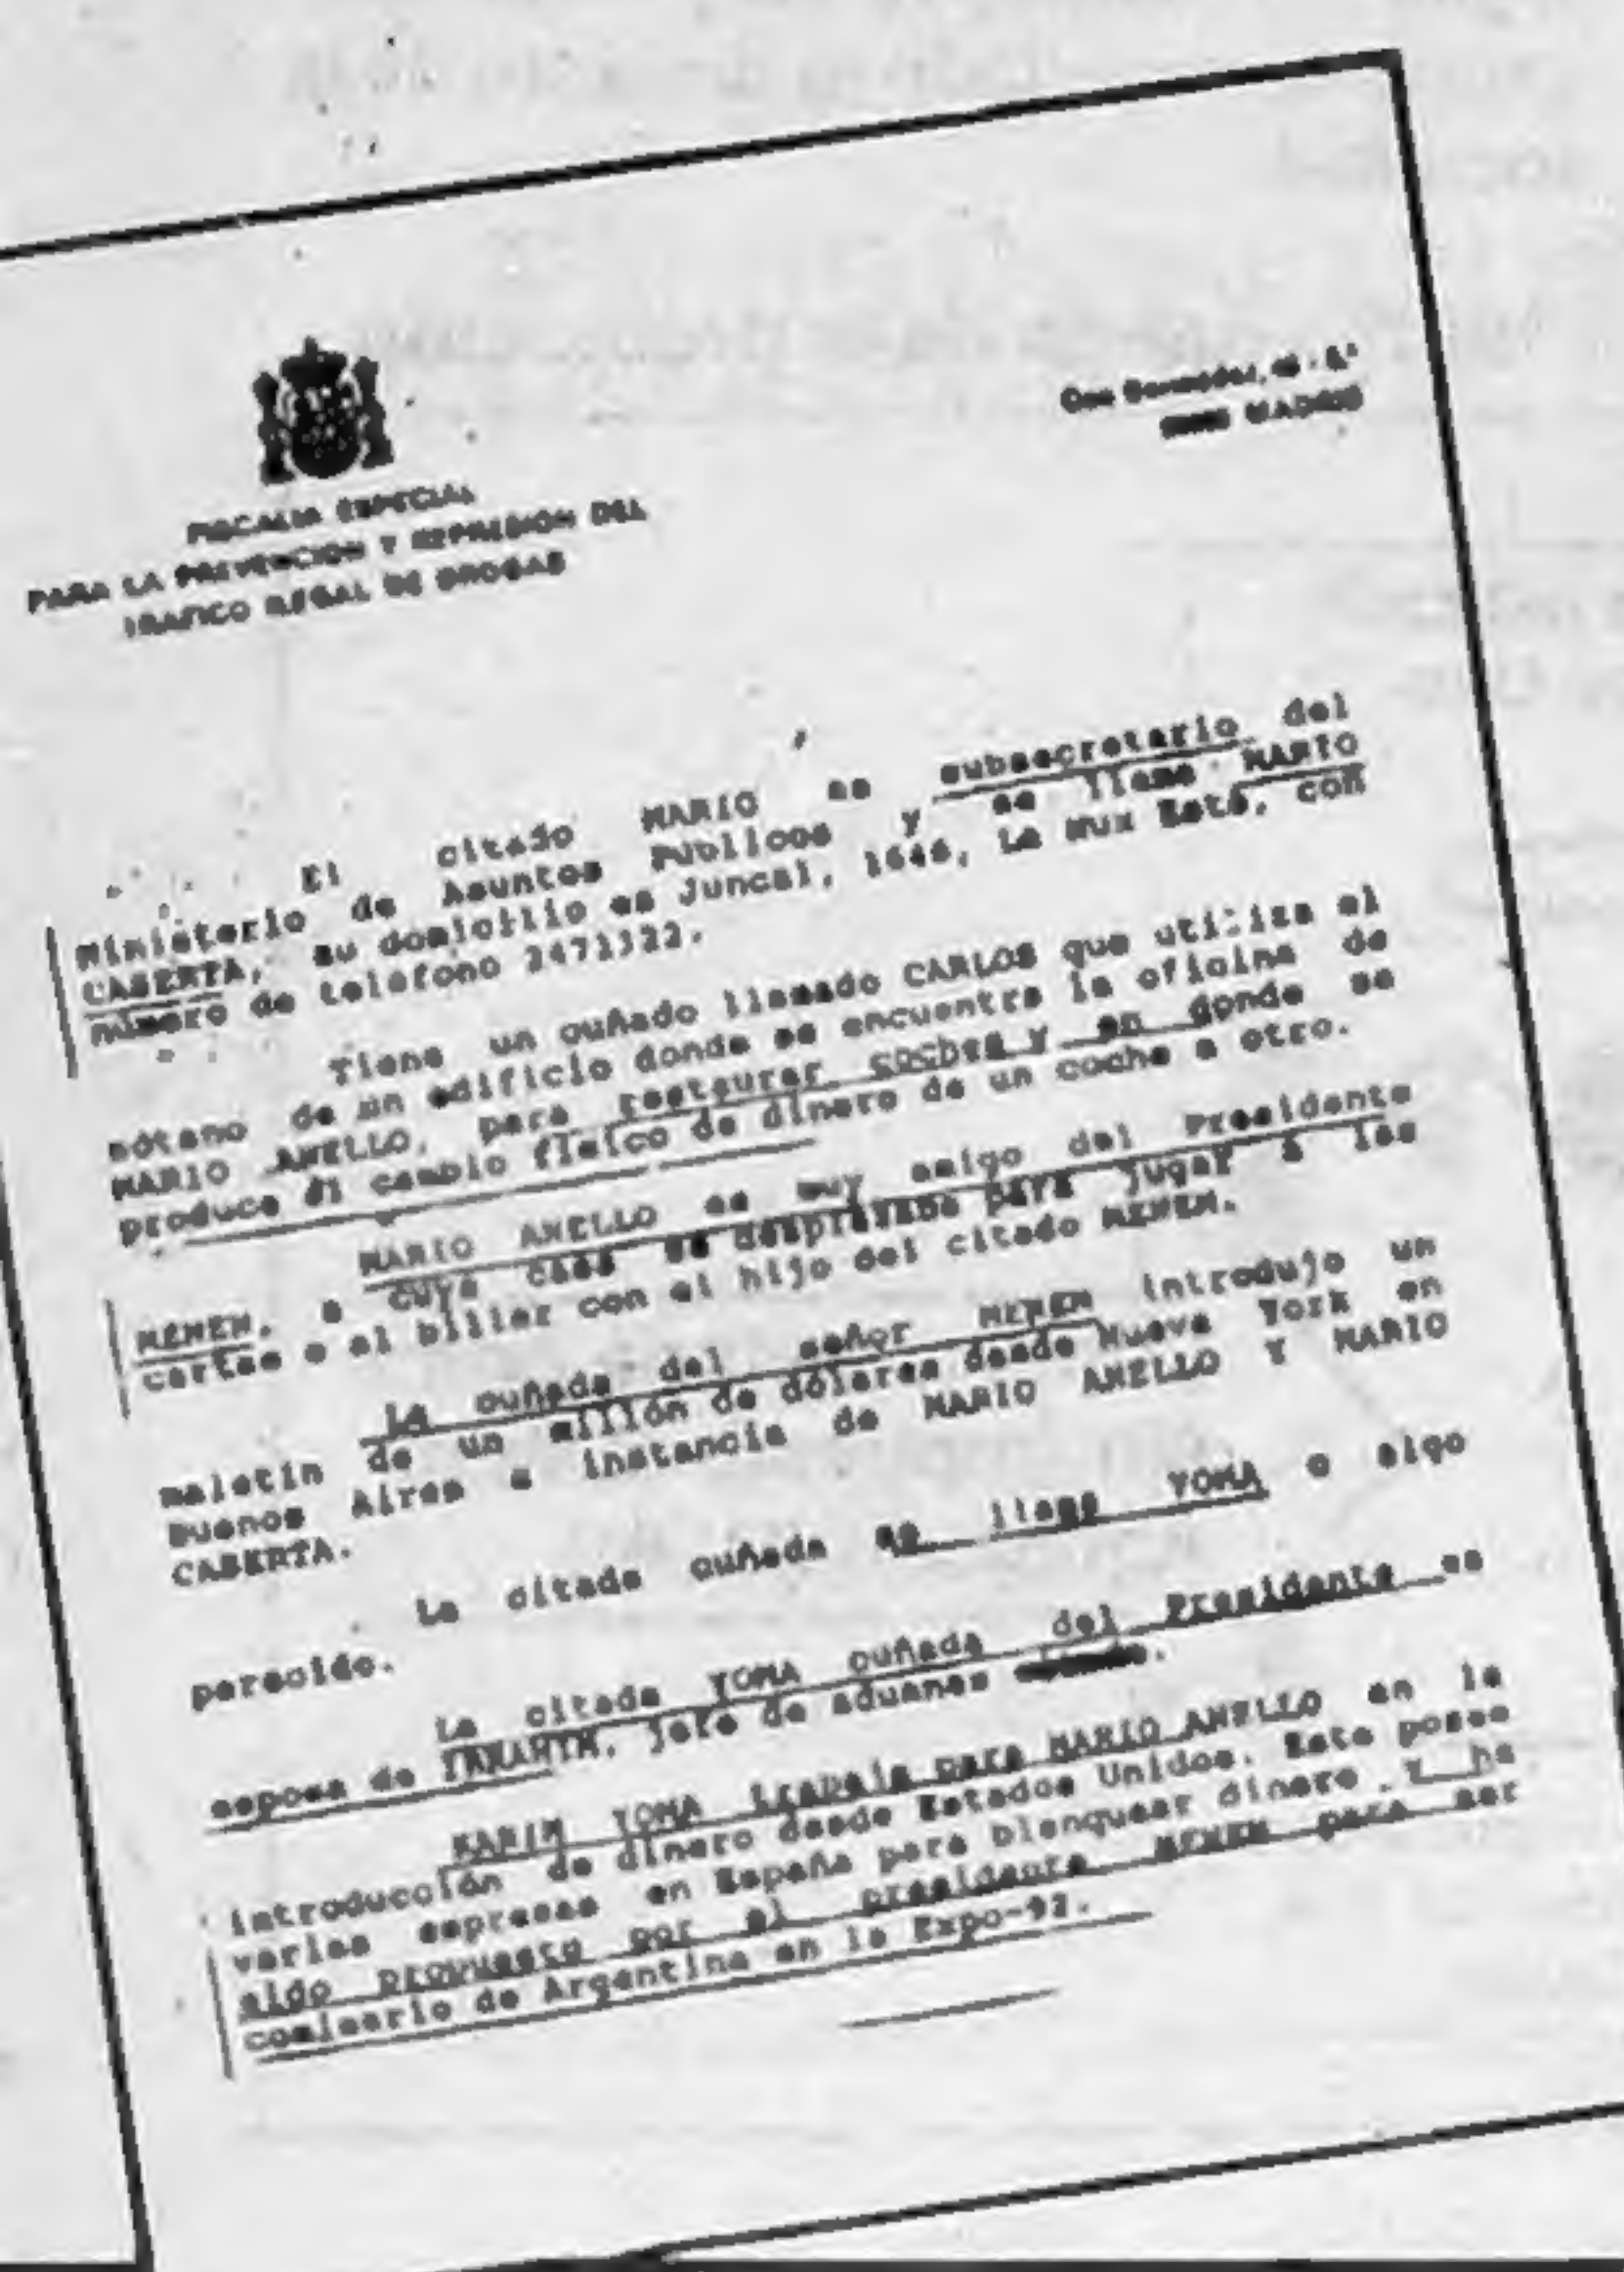 FISCALIA ESPECIAL
PARA LA PREVENCION Y REPRESION DEL
TRAFICO ILEGAL DE DROGAS
MADRID
El citado MARIO es subsecretario del
Ministerio de Asuntos Públicos y se llama MARIO
CASERTA, su domicilio es Juncal, 1646, con
número de teléfono 2471322.
Tiene un cuñado llamado CARLOS que utiliza el
sótano de un edificio donde se encuentra la oficina de
MARIO ANELLO, para restaurar coches y en donde se
produce el cambio físico de dinero de un coche a otro.
MARIO ANELLO es muy amigo del Presidente
MENEM, a cuya casa se desplazaba para jugar a las
cartas o al billar con el hijo del citado MENEM.
La cuñada del señor MENEM introdujo un
maletín de un millón de dólares desde Nueva York en
Buenos Aires a instancia de MARIO ANELLO Y MARIO
CASERTA.
La citada cuñada se llama YOMA o algo
parecido.
La citada YOMA cuñada del Presidente es
esposa de jefe de aduanas
KARIM YOMA trabaja para MARIO ANELLO en la
introducción de dinero desde Estados Unidos. Este posee
varias empresas en España para blanquear dinero y ha
sido propuesto por el presidente MENEM para ser
comisario de Argentina en la Expo-92.